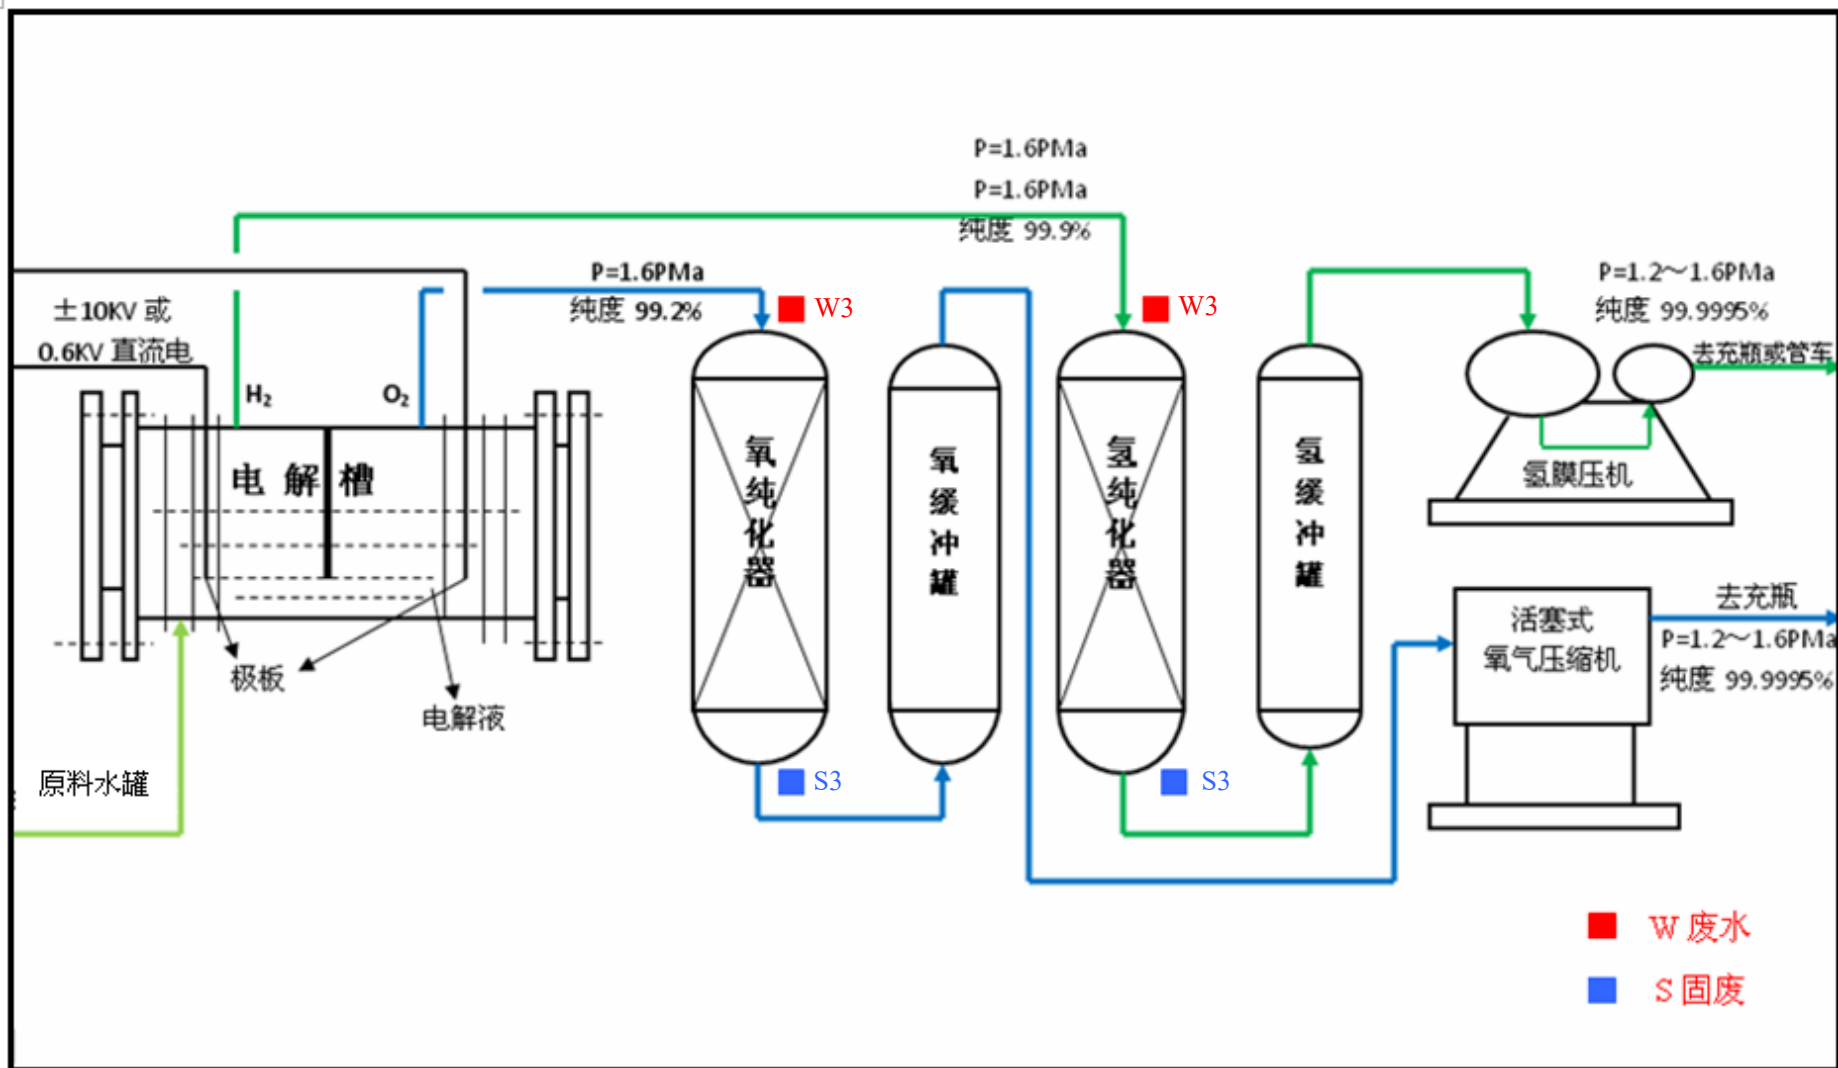 P=1.6PMa
P=1.6PMa
纯度 99.9%
P=1.6PMa
纯度 99.2%
W3
W3
P=1.2～1.6PMa
纯度 99.9995%
去充瓶或管车
±10KV 或
0.6KV 直流电
H₂
O₂
电解槽
氧纯化器
氧缓冲罐
氢纯化器
氢缓冲罐
氢膜压机
活塞式
氧气压缩机
去充瓶
P=1.2～1.6PMa
纯度 99.9995%
极板
电解液
原料水罐
S3
S3
W 废水
S 固废